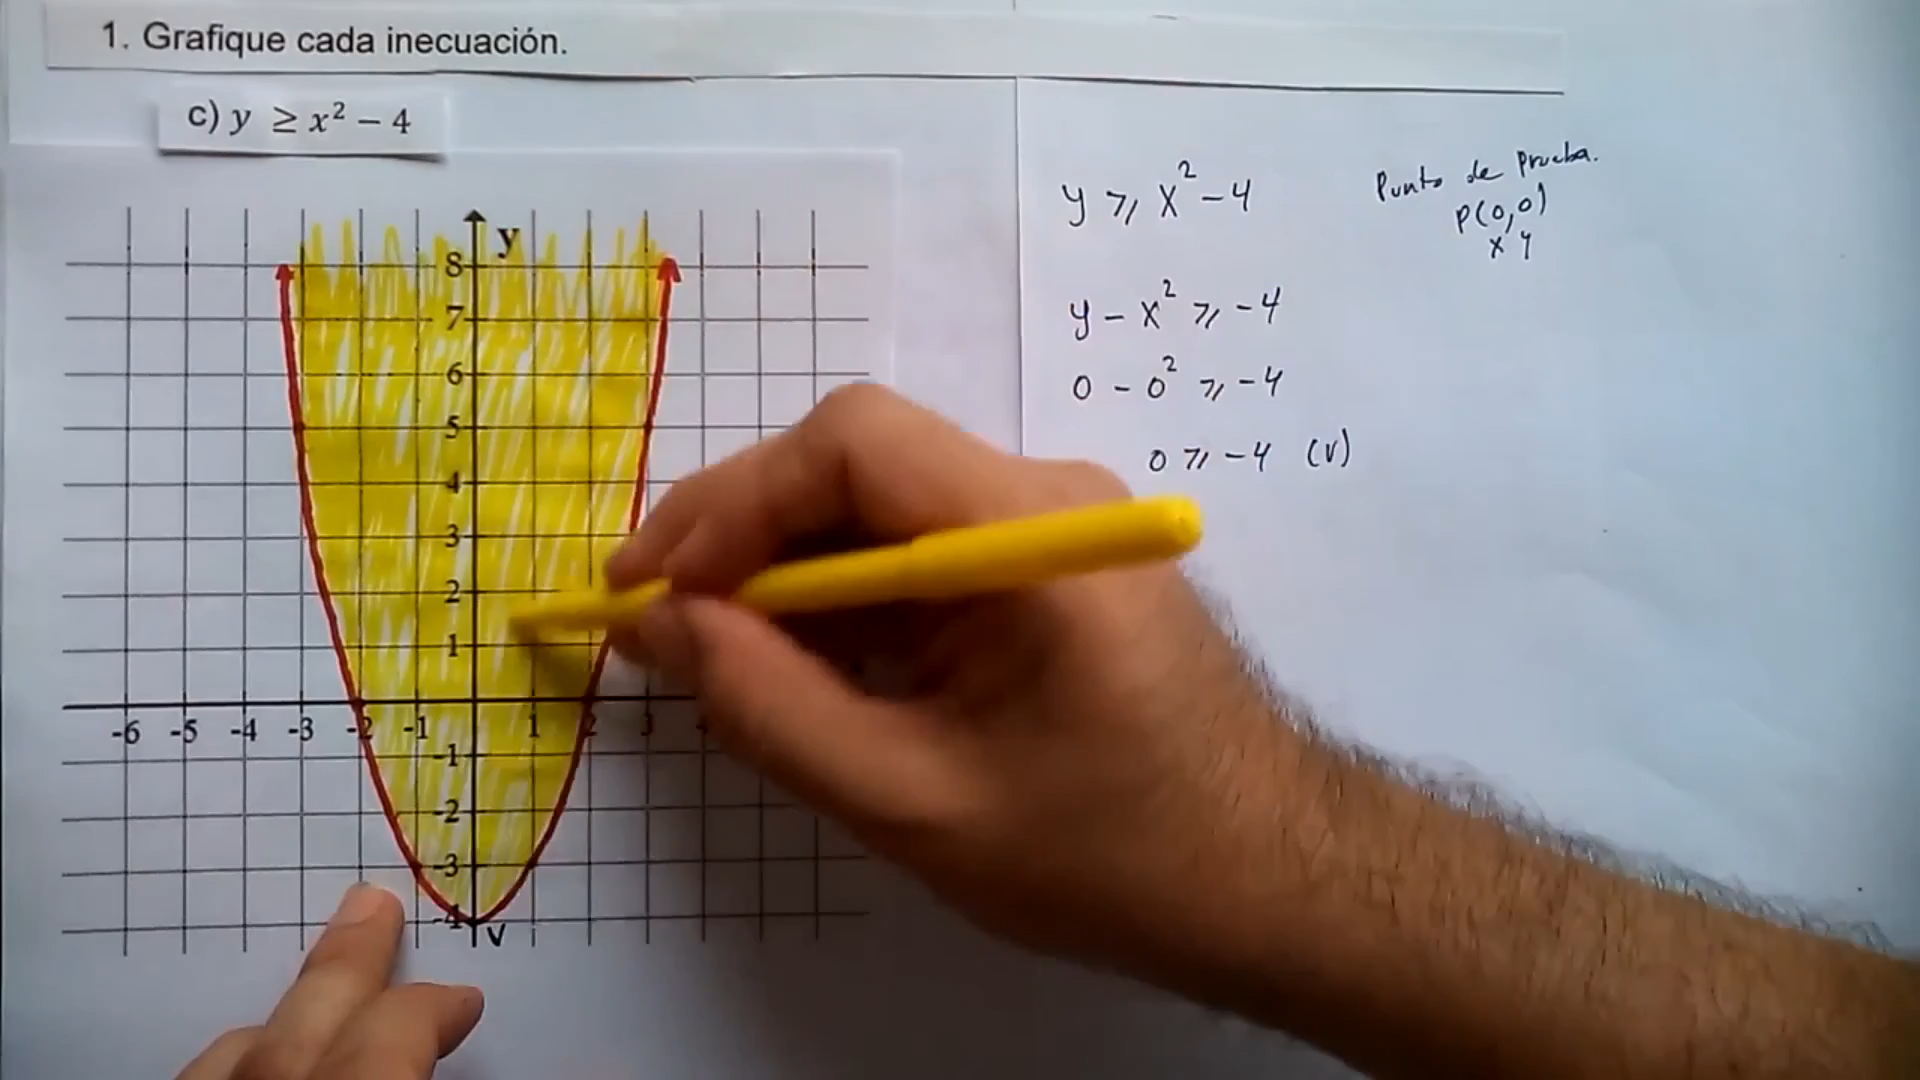 1. Grafique cada inecuación.
c) y ≥ x² – 4
y ≥ x² – 4
Punto de Prueba.
P(0,0)
x y
y – x² ≥ –4
0 – 0² ≥ –4
0 ≥ –4 (V)
y
8
7
6
5
4
3
2
1
-6 -5 -4 -3 -2 -1 1 2 3
-1
-2
-3
-4
V